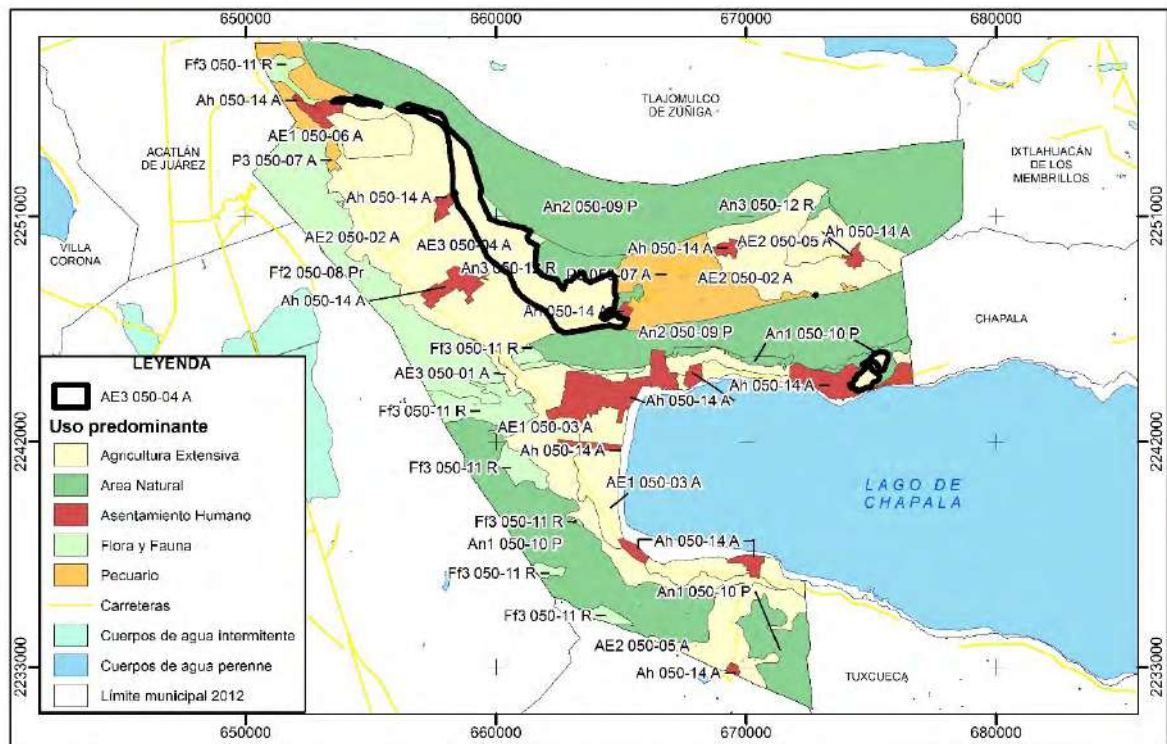 650000 660000 670000 680000
Ff3 050-11 R
Ah 050-14 A
TLAJOMULCO
DE ZÚÑIGA
ACATLÁN
DE JUÁREZ
AE1 050-06 A
IXTLAHUACÁN
DE LOS
MEMBRILLOS
P3 050-07 A
Ah 050-14 A
An2 050-09 P
An3 050-12 R
2251000
2251000
Ah 050-14 A
VILLA
CORONA
AE2 050-02 A
AE3 050-04 A
Ah 050-14 A
AE2 050-05 A
An3 050-12 R
050-07 A
AE2 050-02 A
Ff2 050-08 Pr
Ah 050-14 A
Ah 050-14 A
CHAPALA
An2 050-09 P
An1 050-10 P
Ff3 050-11 R
AE3 050-01 A
Ah 050-14 A
Ah 050-14 A
Ff3 050-11 R
AE1 050-03 A
2242000
2242000
Ah 050-14 A
Ff3 050-11 R
AE1 050-03 A
LAGO DE
CHAPALA
Ff3 050-11 R
An1 050-10 P
Ah 050-14 A
Ff3 050-11 R
An1 050-10 P
Ff3 050-11 R
AE2 050-05 A
Ah 050-14 A
TUXCUECA
2233000
2233000
LEYENDA
AE3 050-04 A
Uso predominante
Agricultura Extensiva
Area Natural
Asentamiento Humano
Flora y Fauna
Pecuario
Carreteras
Cuerpos de agua intermitente
Cuerpos de agua perenne
Límite municipal 2012
650000 660000 670000 680000